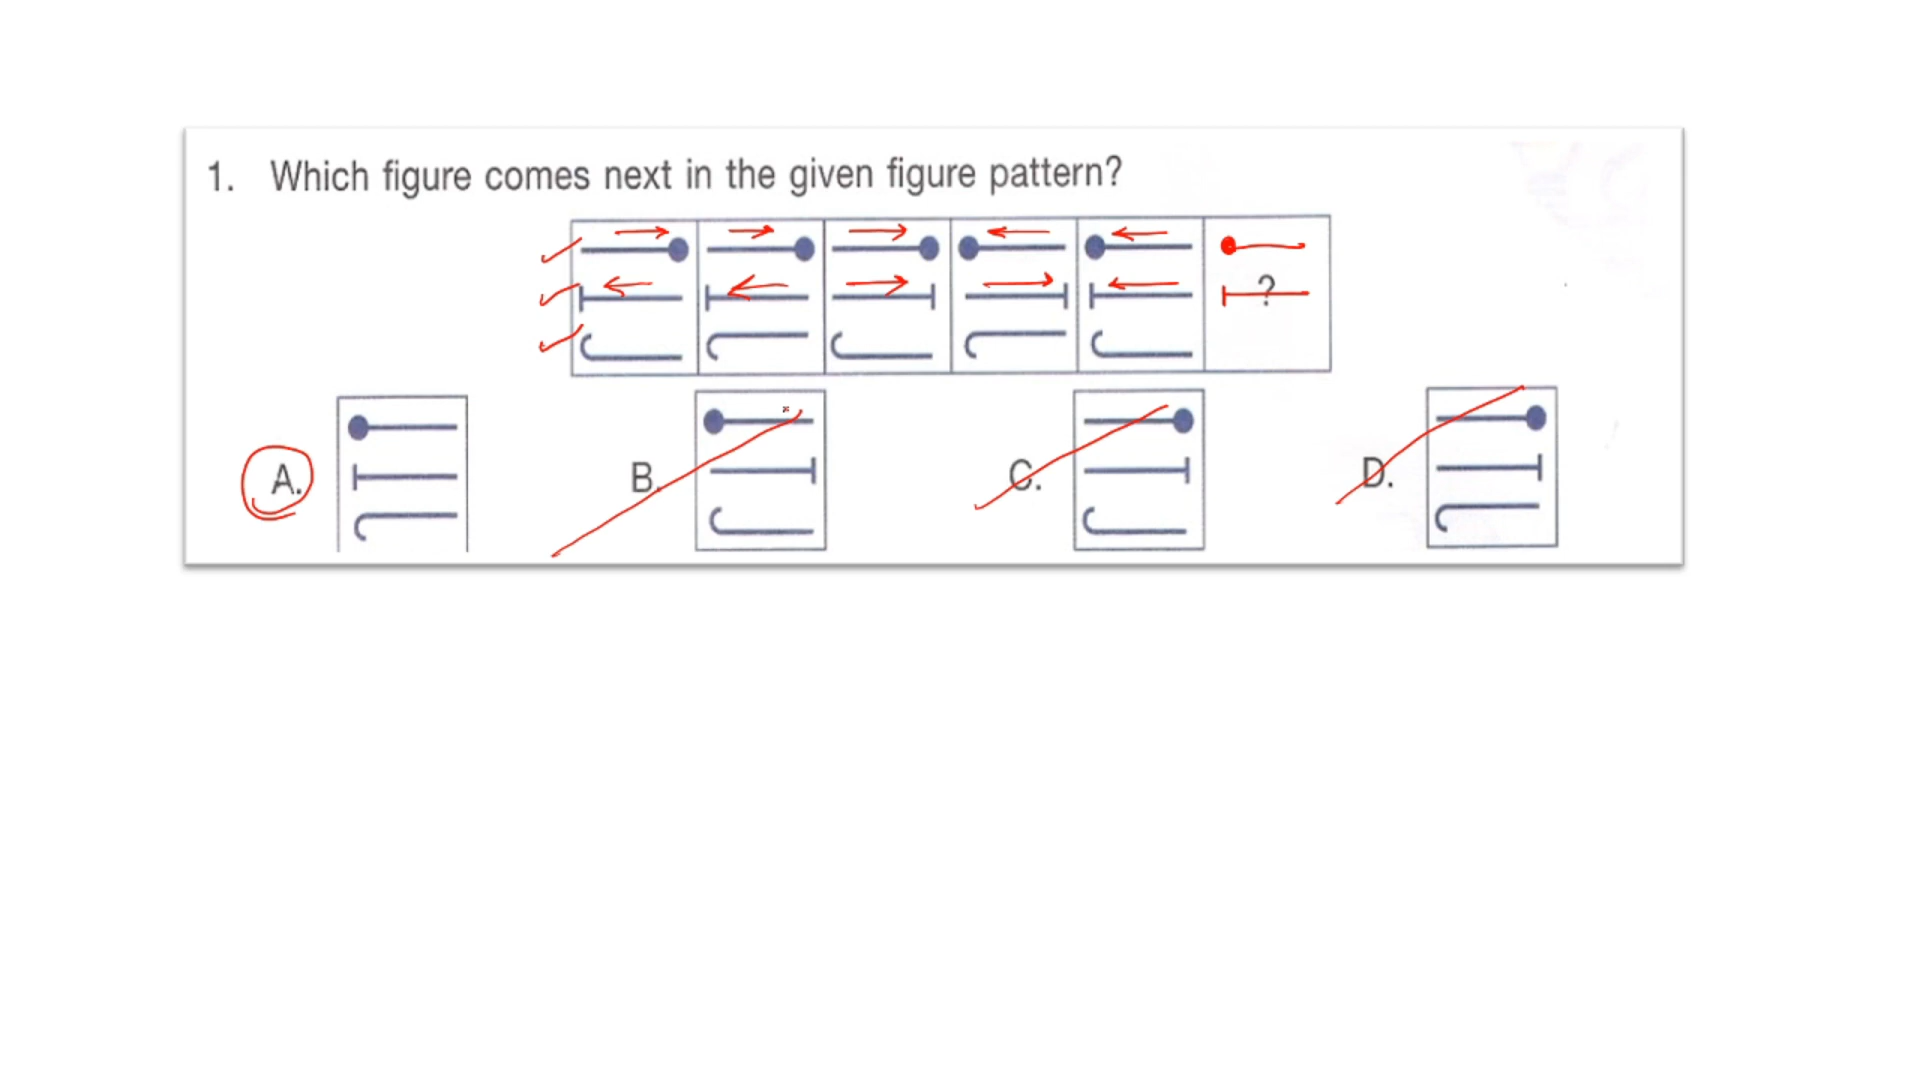 1. Which figure comes next in the given figure pattern?
?
A. B. C. D.